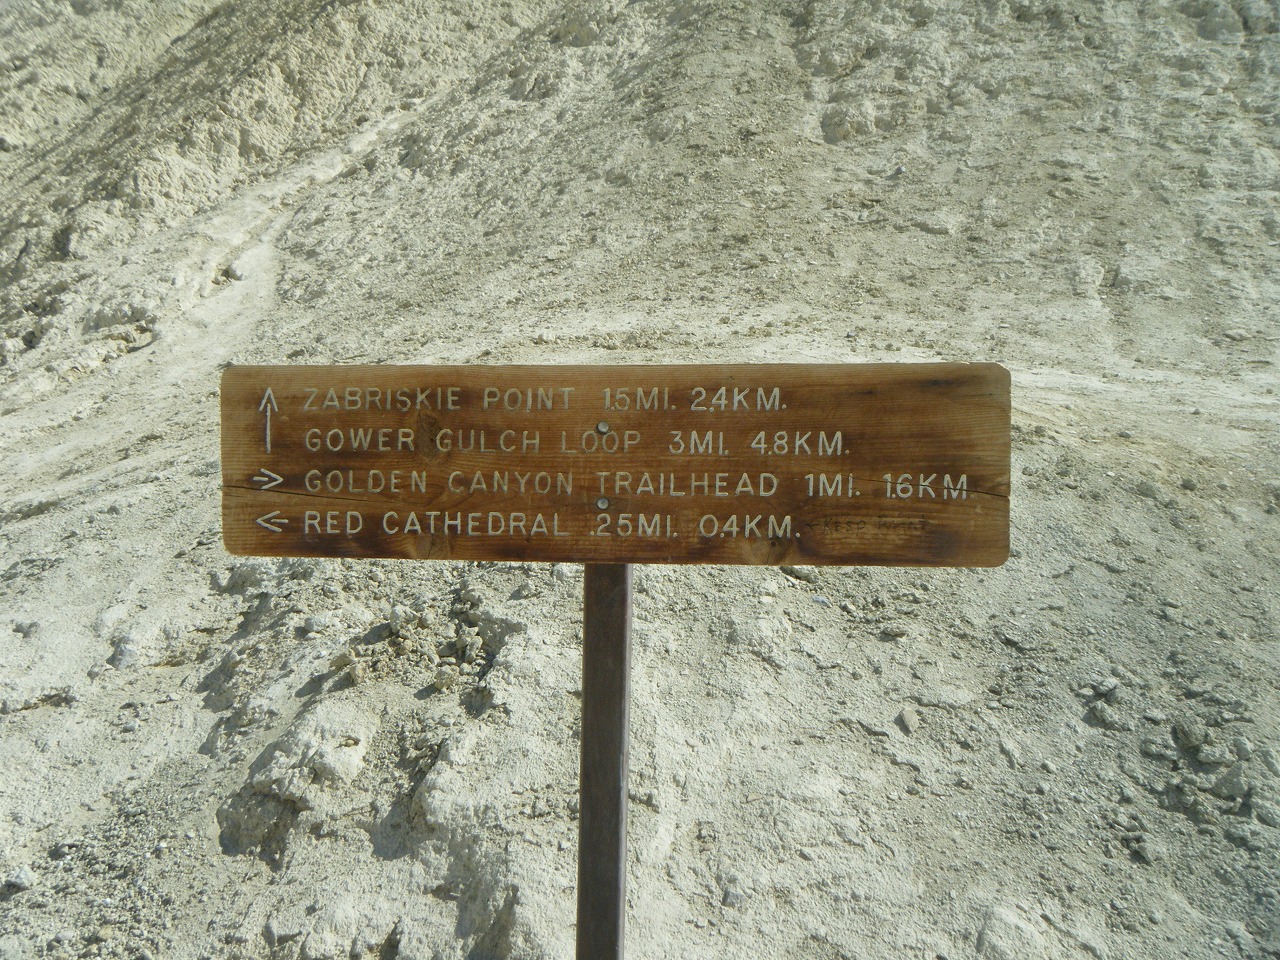 ↑ ZABRISKIE POINT 1.5MI. 2.4KM.
GOWER GULCH LOOP 3MI. 4.8KM.
→ GOLDEN CANYON TRAILHEAD 1MI. 1.6KM.
← RED CATHEDRAL .25MI. 0.4KM.